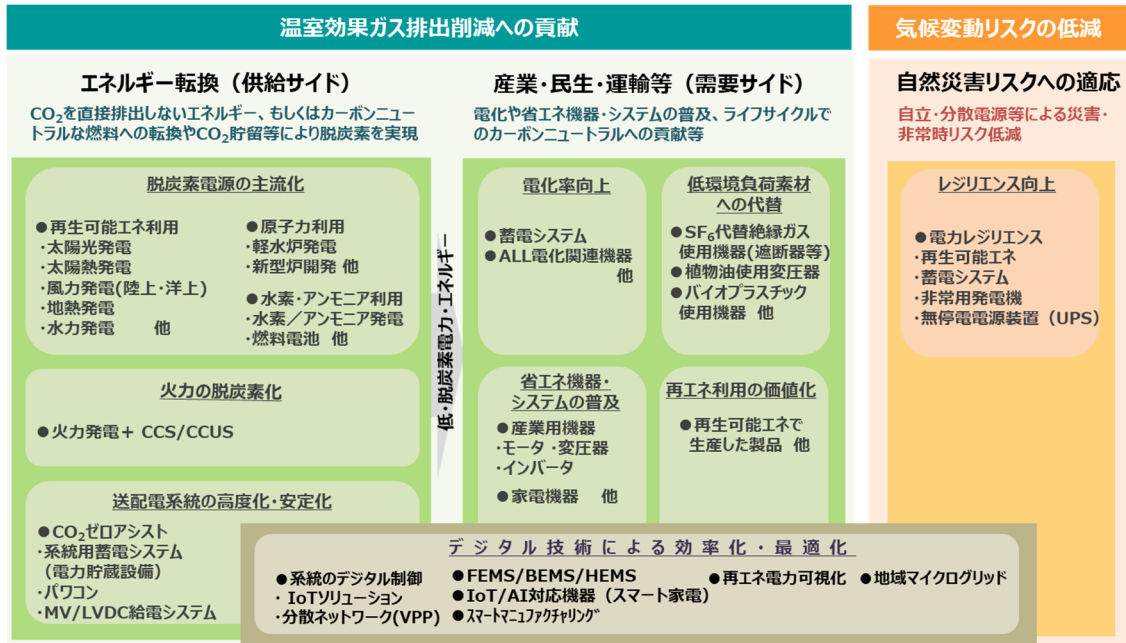 温室効果ガス排出削減への貢献
エネルギー転換（供給サイド）
CO₂を直接排出しないエネルギー、もしくはカーボンニュー
トラルな燃料への転換やCO₂貯留等により脱炭素を実現
脱炭素電源の主流化
●再生可能エネ利用
・太陽光発電
・太陽熱発電
・風力発電(陸上・洋上)
・地熱発電
・水力発電　　他
●原子力利用
・軽水炉発電
・新型炉開発 他
●水素・アンモニア利用
・水素／アンモニア発電
・燃料電池 他
火力の脱炭素化
●火力発電＋ CCS/CCUS
送配電系統の高度化・安定化
●CO₂ゼロアシスト
・系統用蓄電システム
(電力貯蔵設備)
・パワコン
・MV/LVDC給電システム
低・脱炭素電力・エネルギー
産業・民生・運輸等（需要サイド）
電化や省エネ機器・システムの普及、ライフサイクルで
のカーボンニュートラルへの貢献等
電化率向上
●蓄電システム
●ALL電化関連機器
他
低環境負荷素材
への代替
●SF₆代替絶縁ガス
使用機器(遮断器等)
●植物油使用変圧器
●バイオプラスチック
使用機器 他
省エネ機器・
システムの普及
●産業用機器
・モータ ・変圧器
・インバータ
●家電機器　他
再エネ利用の価値化
●再生可能エネで
生産した製品 他
気候変動リスクの低減
自然災害リスクへの適応
自立・分散電源等による災害・
非常時リスク低減
レジリエンス向上
●電力レジリエンス
・再生可能エネ
・蓄電システム
・非常用発電機
・無停電電源装置（UPS）
デジタル技術による効率化・最適化
●系統のデジタル制御
・ IoTソリューション
・分散ネットワーク(VPP)
●FEMS/BEMS/HEMS
●IoT/AI対応機器（スマート家電）
●ｽﾏｰﾄﾏﾆｭﾌｧｸﾁｬﾘﾝｸﾞ
●再エネ電力可視化
●地域マイクログリッド